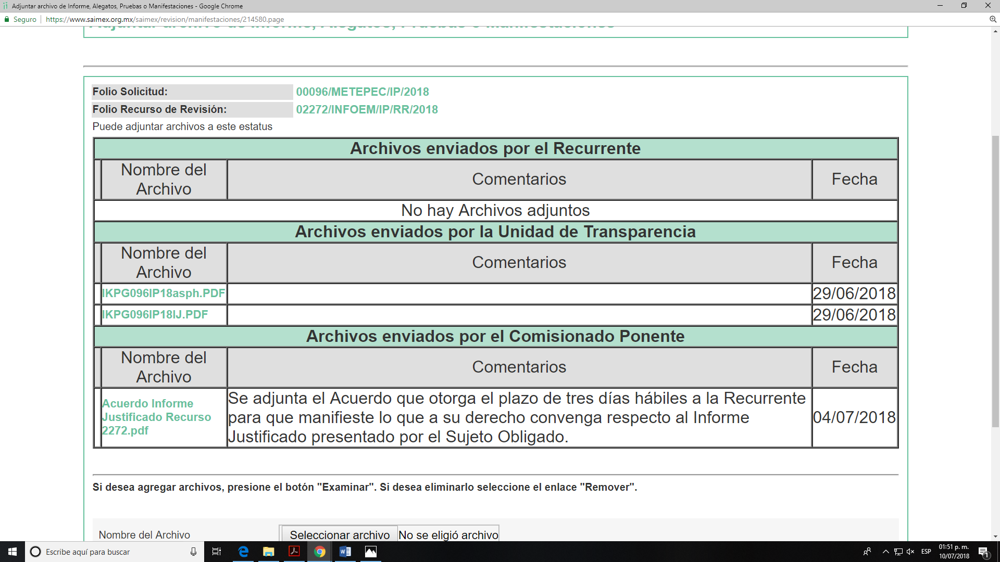 Adjuntar archivo de Informe, Alegatos, Pruebas o Manifestaciones - Google Chrome
Seguro
https://www.saimex.org.mx/saimex/revision/manifestaciones/214580.page
Adjuntar archivo de Informe, Alegatos, Pruebas o Manifestaciones
Folio Solicitud: 00096/METEPEC/IP/2018
Folio Recurso de Revisión: 02272/INFOEM/IP/RR/2018
Puede adjuntar archivos a este estatus
Archivos enviados por el Recurrente
Nombre del
Archivo
Comentarios
Fecha
No hay Archivos adjuntos
Archivos enviados por la Unidad de Transparencia
Nombre del
Archivo
Comentarios
Fecha
IKPG096IP18asph.PDF 29/06/2018
IKPG096IP18IJ.PDF 29/06/2018
Archivos enviados por el Comisionado Ponente
Nombre del
Archivo
Comentarios
Fecha
Acuerdo Informe
Justificado Recurso
2272.pdf
Se adjunta el Acuerdo que otorga el plazo de tres días hábiles a la Recurrente
para que manifieste lo que a su derecho convenga respecto al Informe
Justificado presentado por el Sujeto Obligado.
04/07/2018
Si desea agregar archivos, presione el botón "Examinar". Si desea eliminarlo seleccione el enlace "Remover".
Nombre del Archivo
Seleccionar archivo
No se eligió archivo
Escribe aquí para buscar
ESP
01:51 p. m.
10/07/2018
1